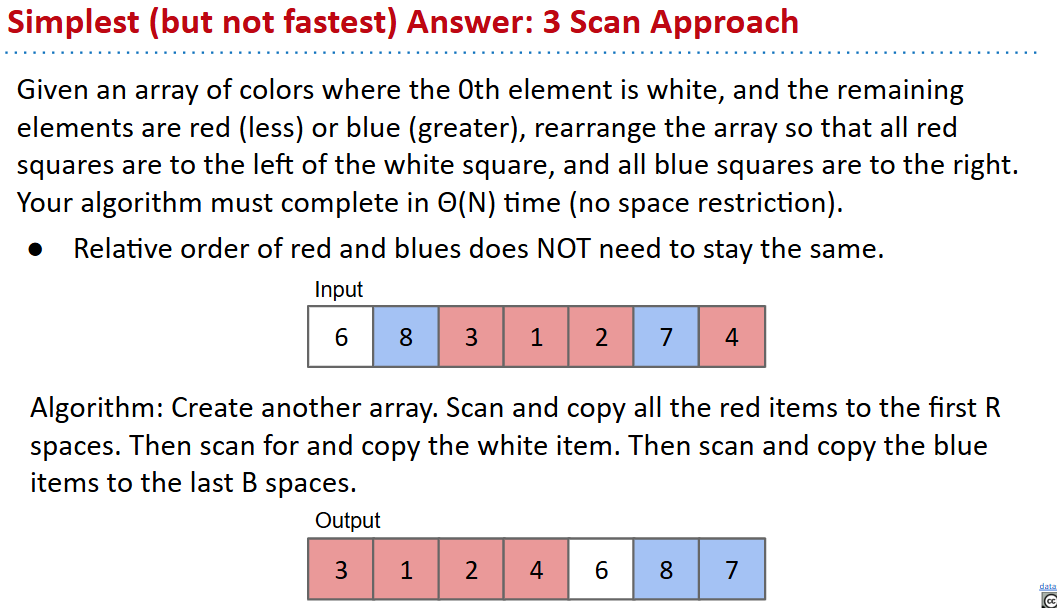 Simplest (but not fastest) Answer: 3 Scan Approach
Given an array of colors where the 0th element is white, and the remaining
elements are red (less) or blue (greater), rearrange the array so that all red
squares are to the left of the white square, and all blue squares are to the right.
Your algorithm must complete in Θ(N) time (no space restriction).
● Relative order of red and blues does NOT need to stay the same.
Input
6 8 3 1 2 7 4
Algorithm: Create another array. Scan and copy all the red items to the first R
spaces. Then scan for and copy the white item. Then scan and copy the blue
items to the last B spaces.
Output
3 1 2 4 6 8 7
data
cc